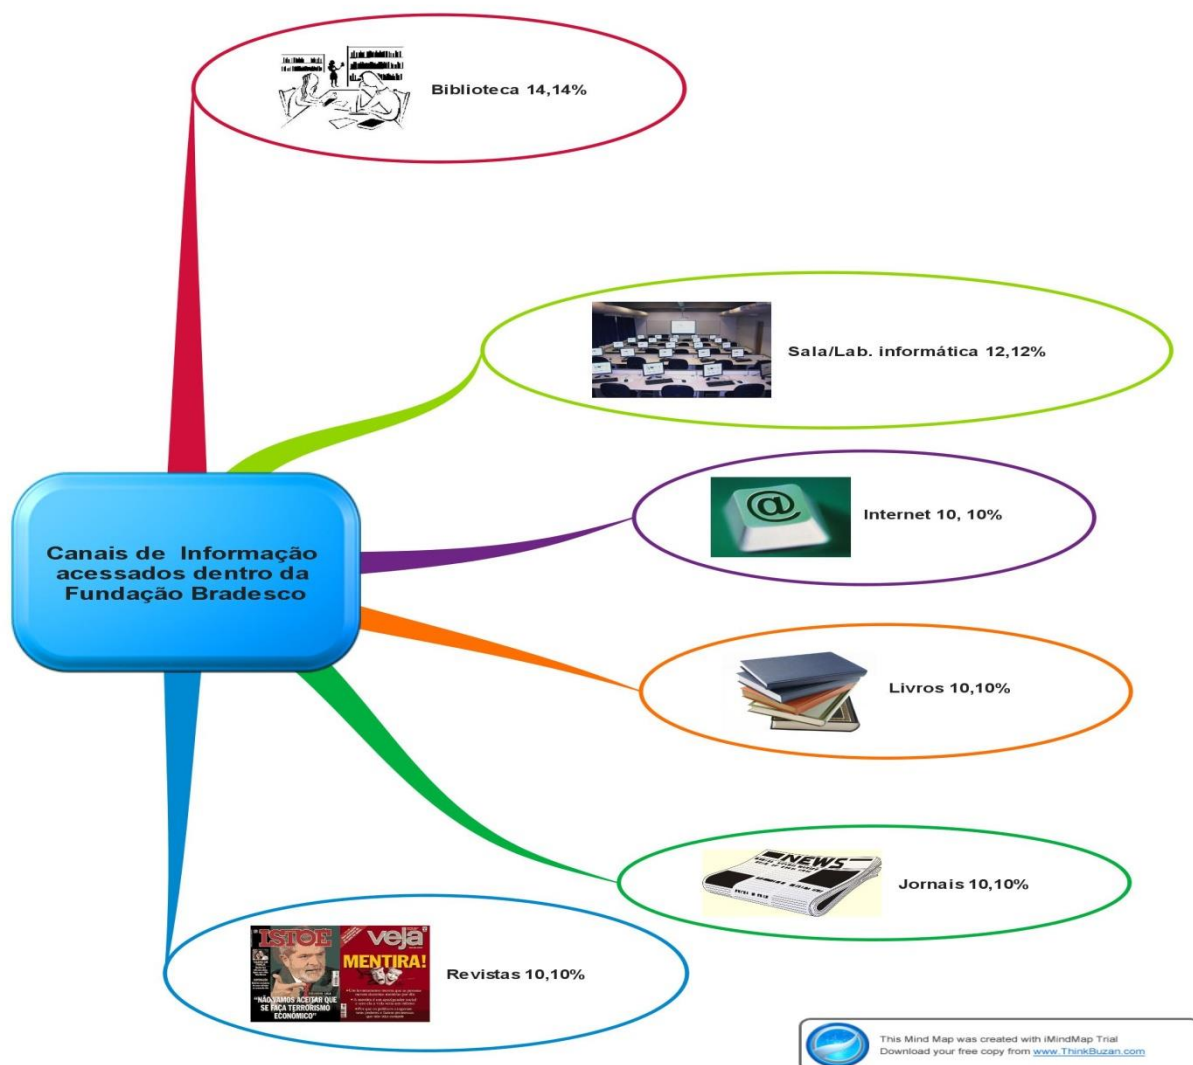 Biblioteca 14,14%
Sala/Lab. informática 12,12%
Internet 10, 10%
Canais de Informação
acessados dentro da
Fundação Bradesco
Livros 10,10%
NEWS
Jornais 10,10%
ISTOÉ
veja
MENTIRA!
"NÃO VAMOS ACEITAR QUE
SE FAÇA TERRORISMO
ECONÔMICO"
Revistas 10,10%
This Mind Map was created with iMindMap Trial
Download your free copy from www.ThinkBuzan.com